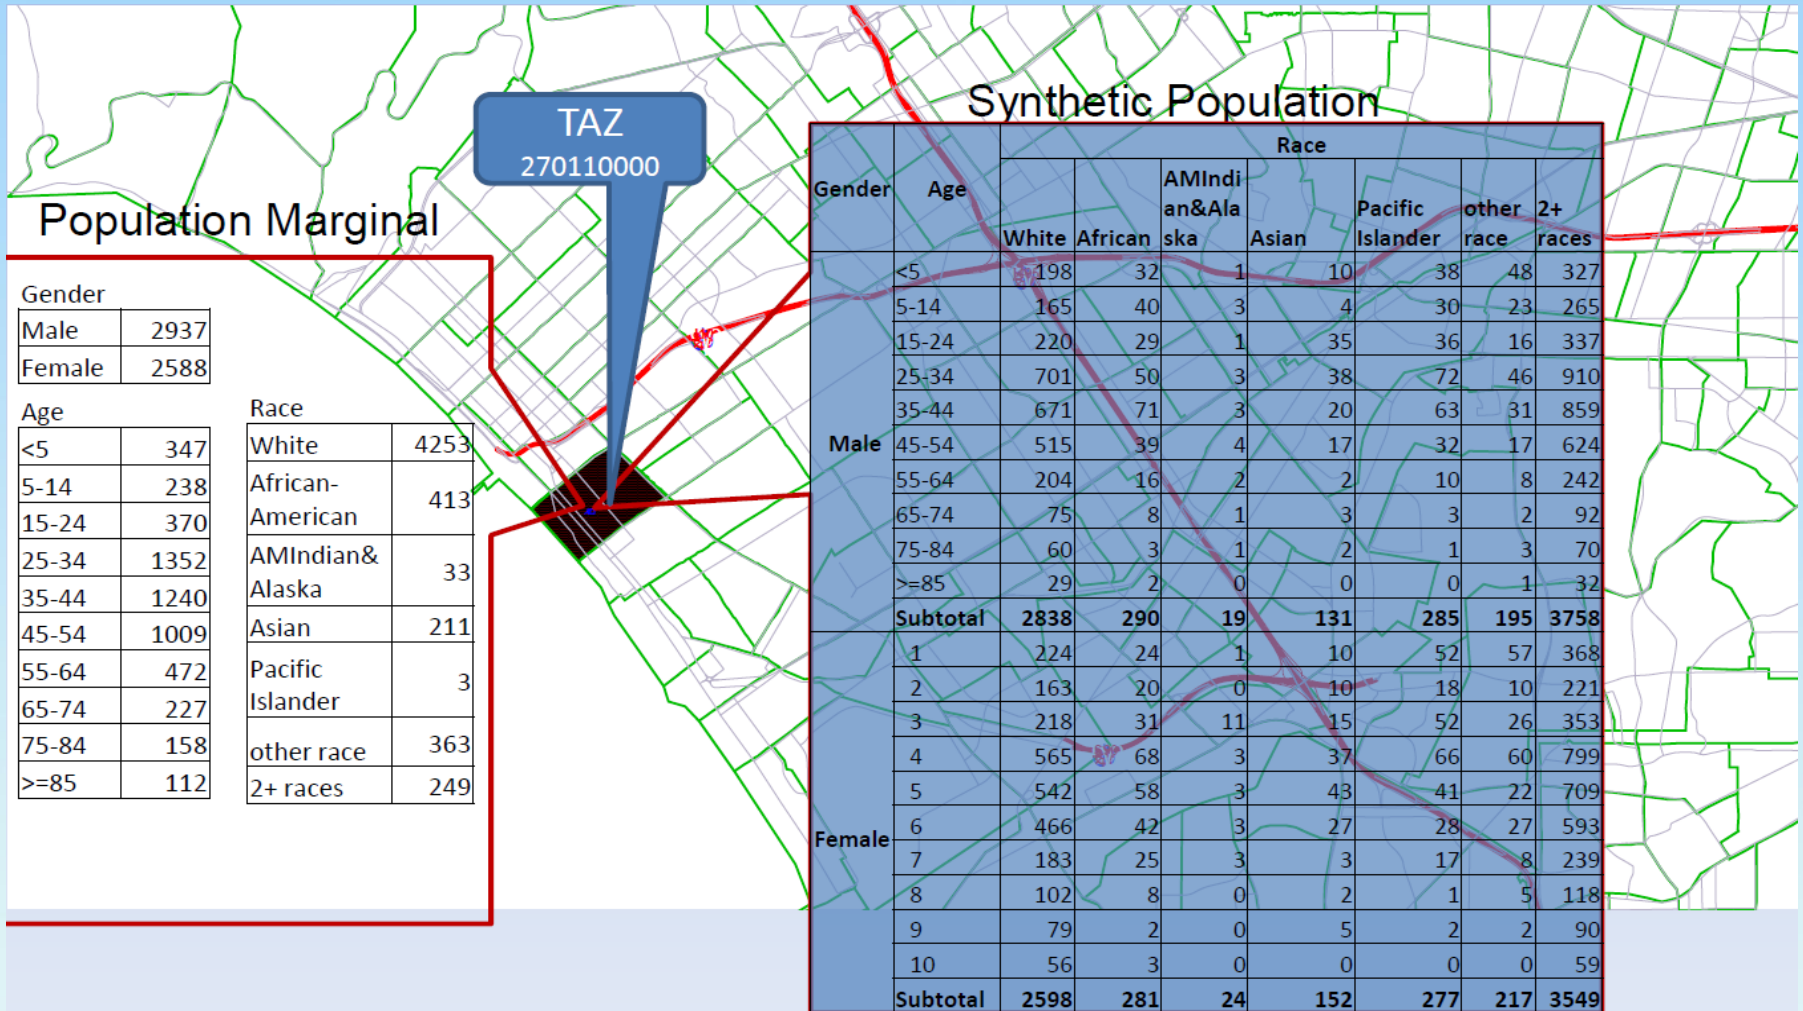 Synthetic Population
TAZ
270110000
Population Marginal
Gender
Male 2937
Female 2588
Age
<5 347
5-14 238
15-24 370
25-34 1352
35-44 1240
45-54 1009
55-64 472
65-74 227
75-84 158
>=85 112
Race
White 4253
African-
American 413
AMIndian&
Alaska 33
Asian 211
Pacific
Islander 3
other race 363
2+ races 249
Race
Gender Age White African AMIndi
an&Ala
ska Asian Pacific
Islander other
race 2+
races
Male
<5 198 32 1 10 38 48 327
5-14 165 40 3 4 30 23 265
15-24 220 29 1 35 36 16 337
25-34 701 50 3 38 72 46 910
35-44 671 71 3 20 63 31 859
45-54 515 39 4 17 32 17 624
55-64 204 16 2 2 10 8 242
65-74 75 8 1 3 3 2 92
75-84 60 3 1 2 1 3 70
>=85 29 2 0 0 0 1 32
Subtotal 2838 290 19 131 285 195 3758
Female
1 224 24 1 10 52 57 368
2 163 20 0 10 18 10 221
3 218 31 11 15 52 26 353
4 565 68 3 37 66 60 799
5 542 58 3 43 41 22 709
6 466 42 3 27 28 27 593
7 183 25 3 3 17 8 239
8 102 8 0 2 1 5 118
9 79 2 0 5 2 2 90
10 56 3 0 0 0 0 59
Subtotal 2598 281 24 152 277 217 3549